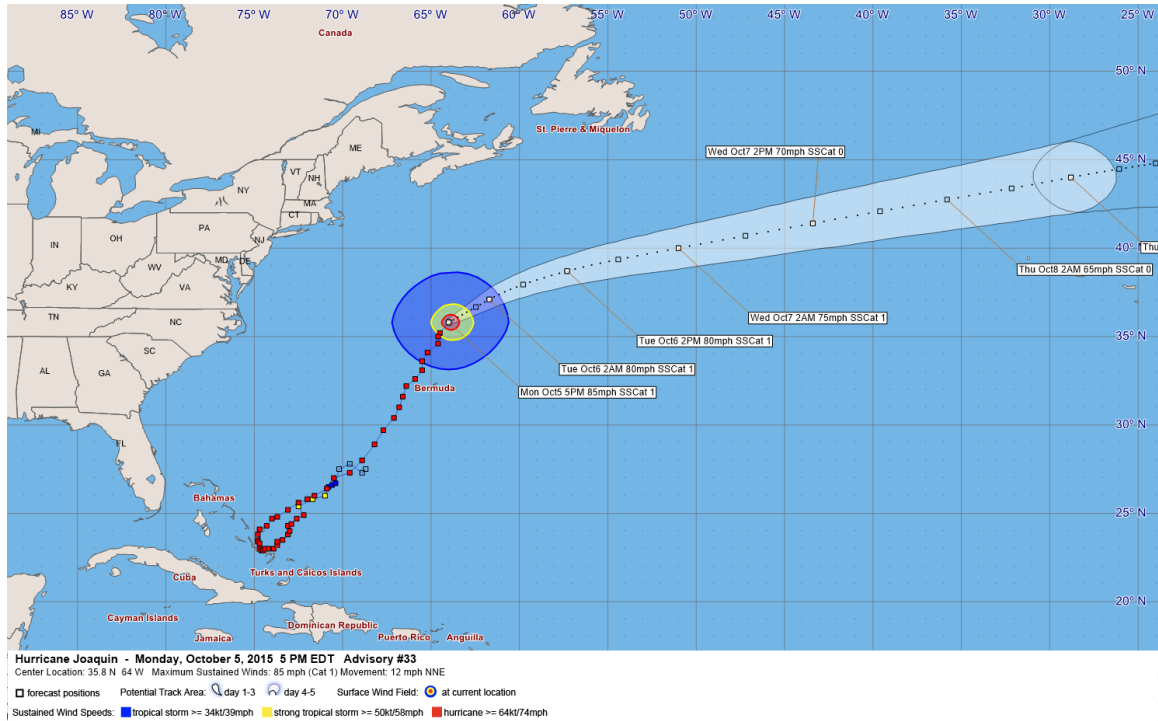 85° W
80° W
75° W
70° W
65° W
60° W
55° W
50° W
45° W
40° W
35° W
30° W
25° W
Canada
50° N
St. Pierre & Miquelon
MI
ME
VT
NH
Wed Oct7 2PM 70mph SSCat 0
45° N
NY
MA
CT
PA
NJ
Thu
40° N
IN
OH
MD
DE
Thu Oct8 2AM 65mph SSCat 0
WV
KY
VA
Wed Oct7 2AM 75mph SSCat 1
TN
NC
35° N
Tue Oct6 2PM 80mph SSCat 1
SC
Tue Oct6 2AM 80mph SSCat 1
AL
GA
Bermuda
Mon Oct5 5PM 85mph SSCat 1
30° N
FL
Bahamas
25° N
Turks and Caicos Islands
Cuba
20° N
Cayman Islands
Dominican Republic
Jamaica
Puerto Rico
Anguilla
Hurricane Joaquin - Monday, October 5, 2015 5 PM EDT Advisory #33
Center Location: 35.8 N 64 W Maximum Sustained Winds: 85 mph (Cat 1) Movement: 12 mph NNE
forecast positions Potential Track Area: day 1-3 day 4-5 Surface Wind Field: at current location
Sustained Wind Speeds: tropical storm >= 34kt/39mph strong tropical storm >= 50kt/58mph hurricane >= 64kt/74mph